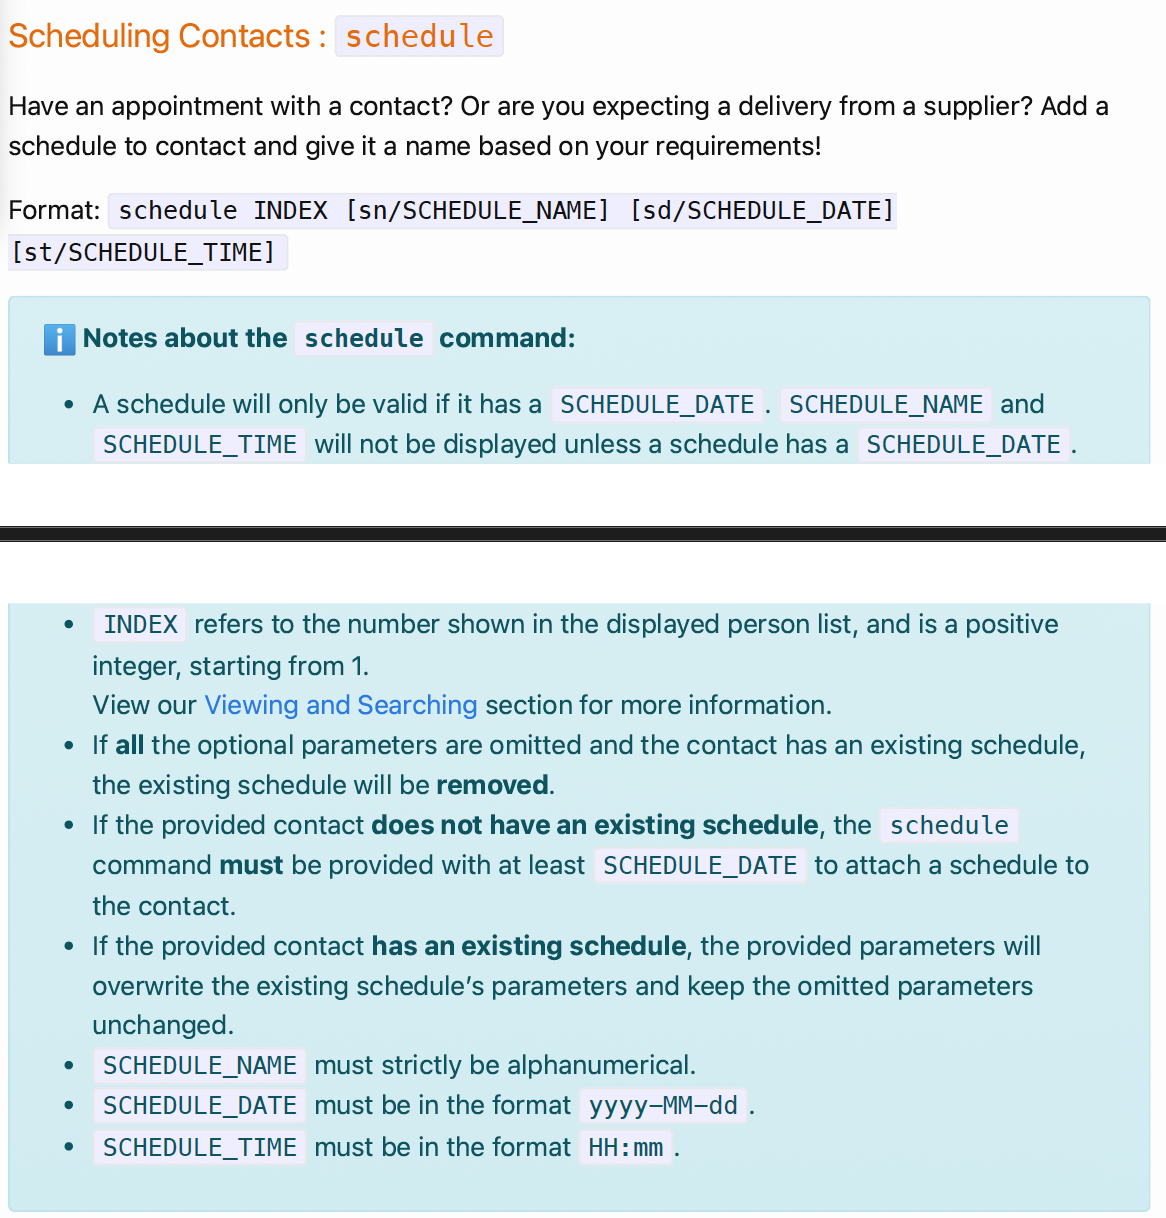 Scheduling Contacts : schedule
Have an appointment with a contact? Or are you expecting a delivery from a supplier? Add a
schedule to contact and give it a name based on your requirements!
Format: schedule INDEX [sn/SCHEDULE_NAME] [sd/SCHEDULE_DATE]
[st/SCHEDULE_TIME]
ℹ️ Notes about the schedule command:
• A schedule will only be valid if it has a SCHEDULE_DATE . SCHEDULE_NAME and
SCHEDULE_TIME will not be displayed unless a schedule has a SCHEDULE_DATE .
• INDEX refers to the number shown in the displayed person list, and is a positive
integer, starting from 1.
View our Viewing and Searching section for more information.
• If all the optional parameters are omitted and the contact has an existing schedule,
the existing schedule will be removed.
• If the provided contact does not have an existing schedule, the schedule
command must be provided with at least SCHEDULE_DATE to attach a schedule to
the contact.
• If the provided contact has an existing schedule, the provided parameters will
overwrite the existing schedule’s parameters and keep the omitted parameters
unchanged.
• SCHEDULE_NAME must strictly be alphanumerical.
• SCHEDULE_DATE must be in the format yyyy-MM-dd .
• SCHEDULE_TIME must be in the format HH:mm .